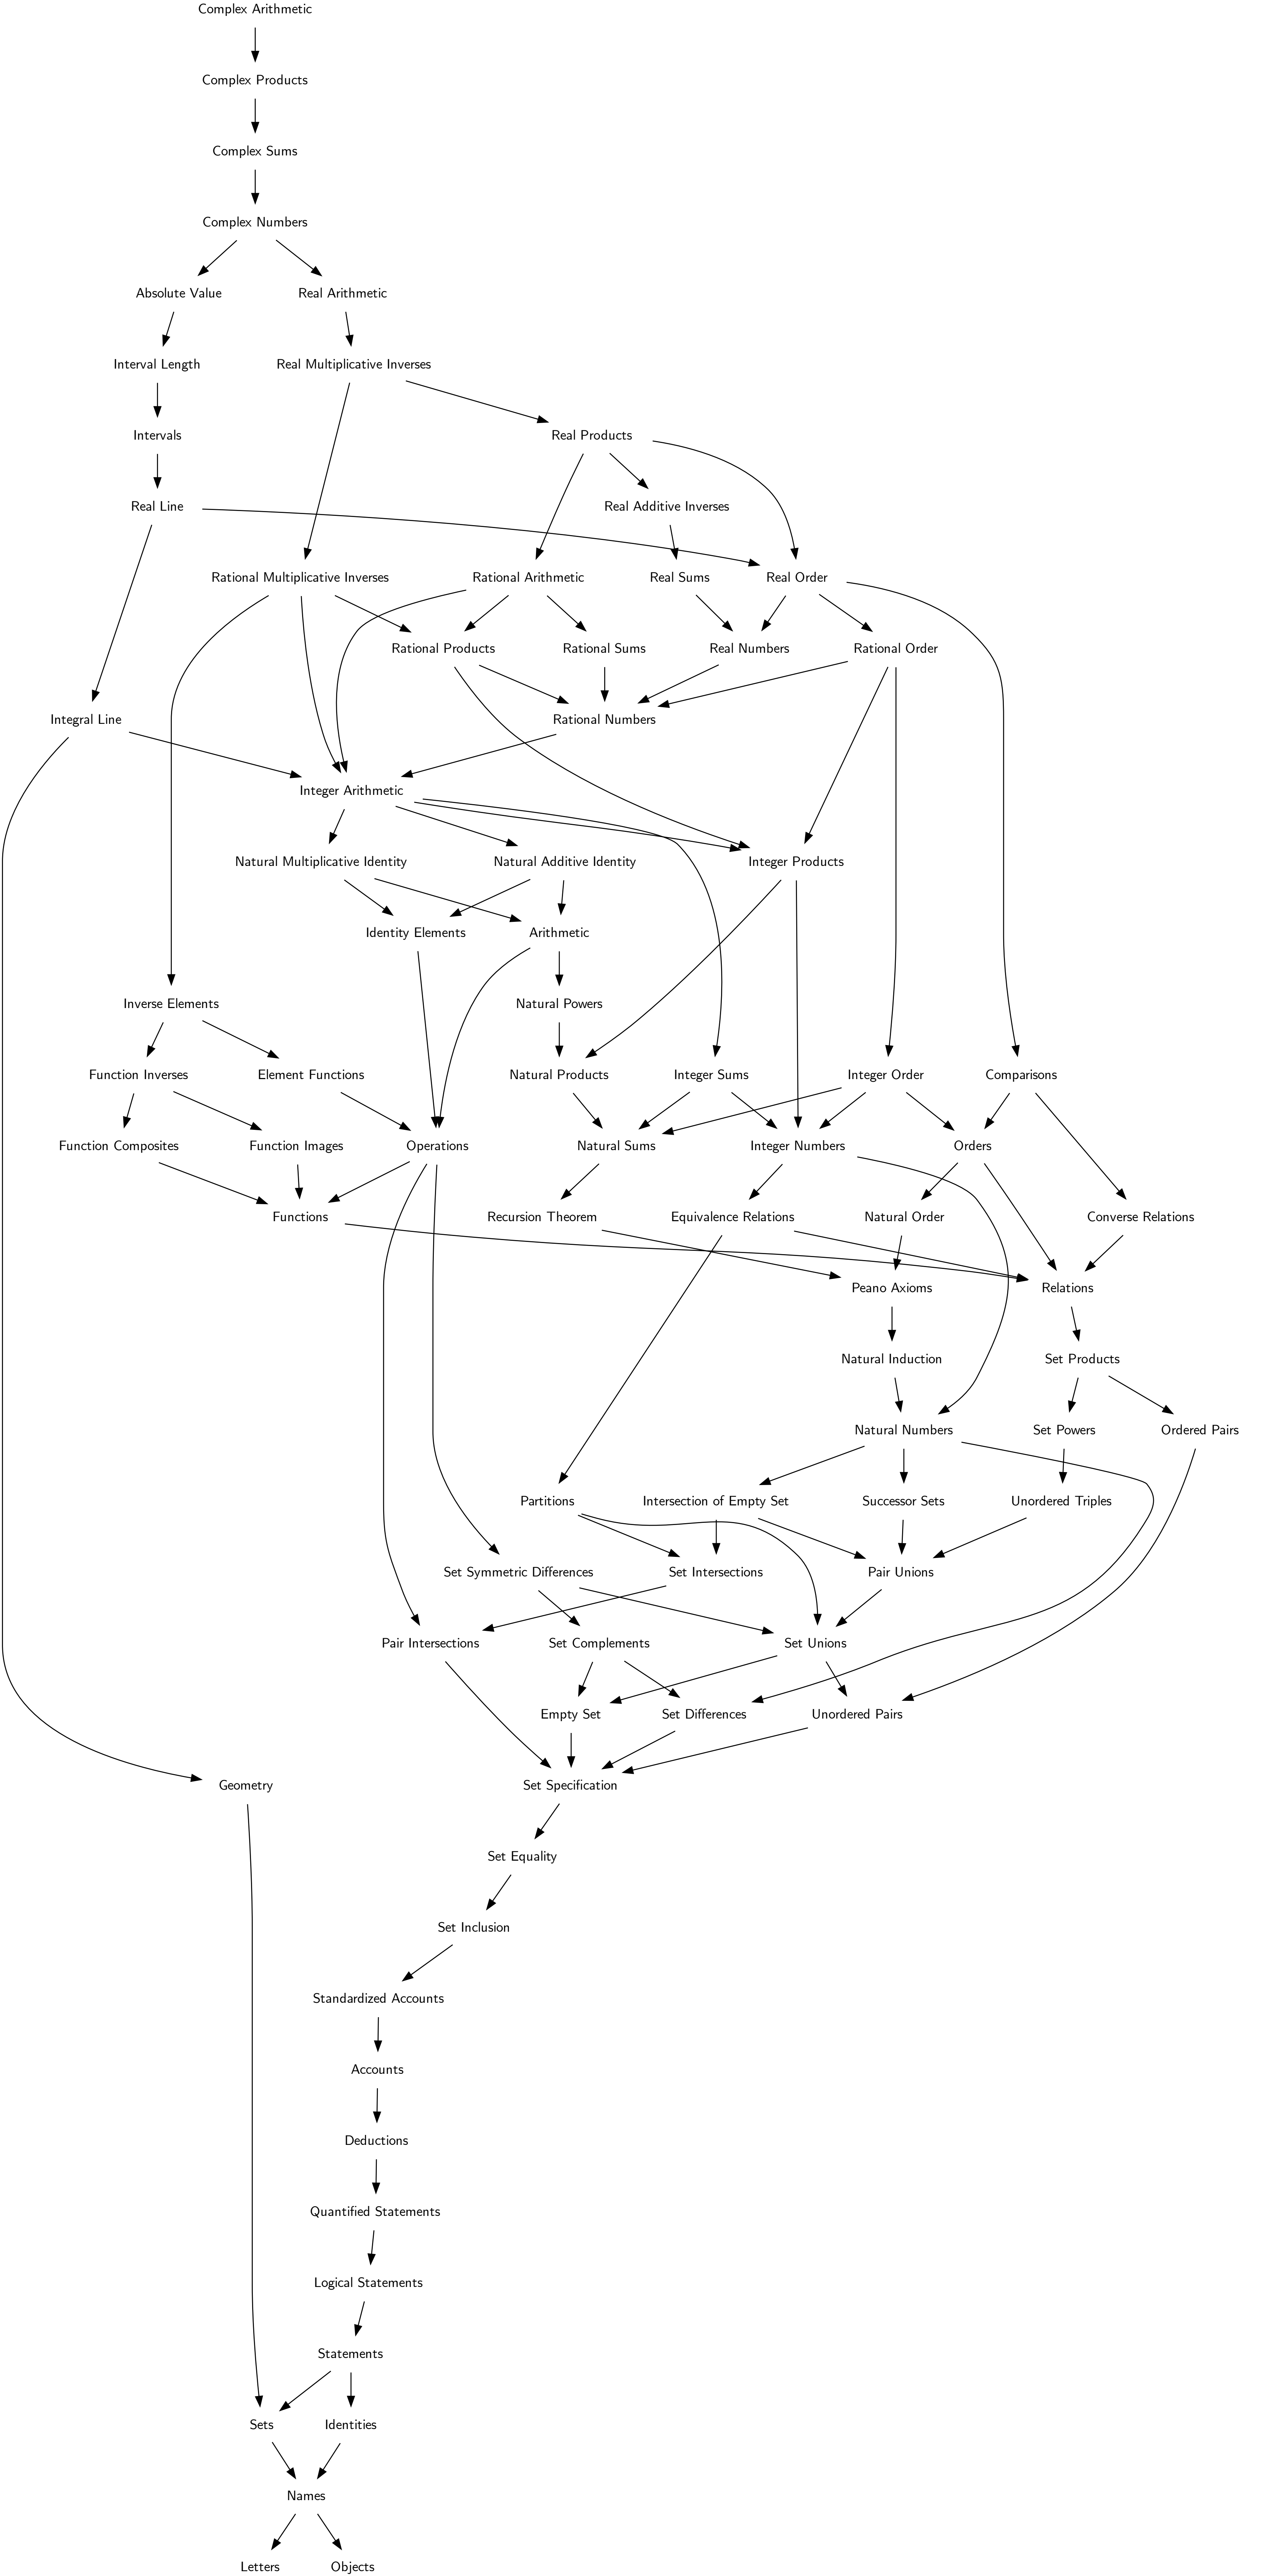 Complex Arithmetic
Complex Products
Complex Sums
Complex Numbers
Absolute Value
Real Arithmetic
Interval Length
Real Multiplicative Inverses
Intervals
Real Products
Real Line
Real Additive Inverses
Rational Multiplicative Inverses
Rational Arithmetic
Real Sums
Real Order
Rational Products
Rational Sums
Real Numbers
Rational Order
Integral Line
Rational Numbers
Integer Arithmetic
Natural Multiplicative Identity
Natural Additive Identity
Integer Products
Identity Elements
Arithmetic
Inverse Elements
Natural Powers
Function Inverses
Element Functions
Natural Products
Integer Sums
Integer Order
Comparisons
Function Composites
Function Images
Operations
Natural Sums
Integer Numbers
Orders
Functions
Recursion Theorem
Equivalence Relations
Natural Order
Converse Relations
Peano Axioms
Relations
Natural Induction
Set Products
Natural Numbers
Set Powers
Ordered Pairs
Partitions
Intersection of Empty Set
Successor Sets
Unordered Triples
Set Symmetric Differences
Set Intersections
Pair Unions
Pair Intersections
Set Complements
Set Unions
Empty Set
Set Differences
Unordered Pairs
Geometry
Set Specification
Set Equality
Set Inclusion
Standardized Accounts
Accounts
Deductions
Quantified Statements
Logical Statements
Statements
Sets
Identities
Names
Letters
Objects